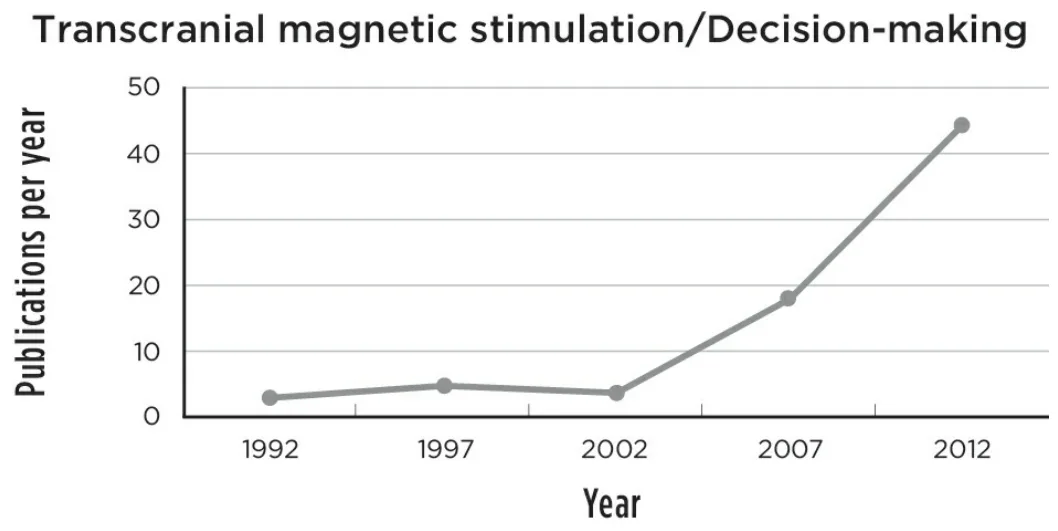 Transcranial magnetic stimulation/Decision-making
Publications per year
50
40
30
20
10
0
1992 1997 2002 2007 2012
Year